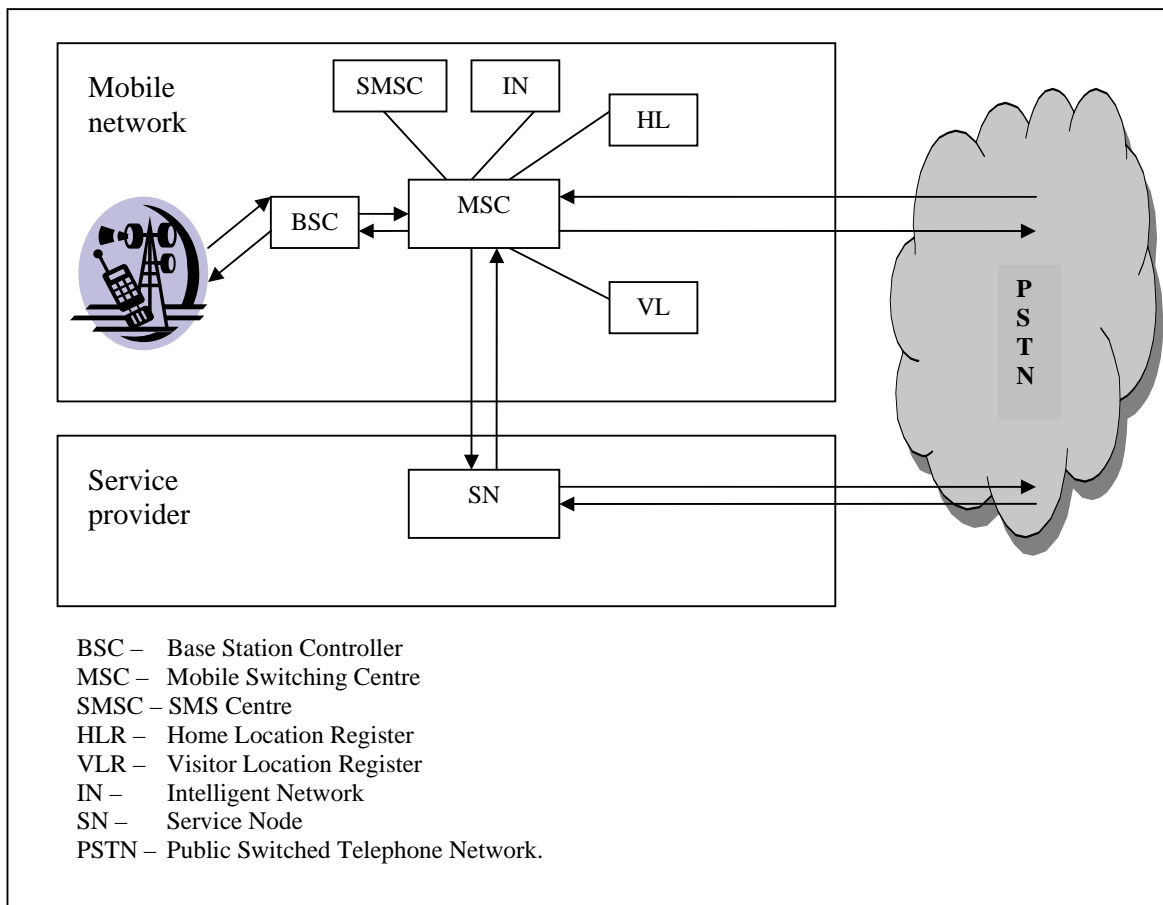 Mobile
network
SMSC
IN
HL
BSC
MSC
VL
P
S
T
N
Service
provider
SN
BSC – Base Station Controller
MSC – Mobile Switching Centre
SMSC – SMS Centre
HLR – Home Location Register
VLR – Visitor Location Register
IN – Intelligent Network
SN – Service Node
PSTN – Public Switched Telephone Network.